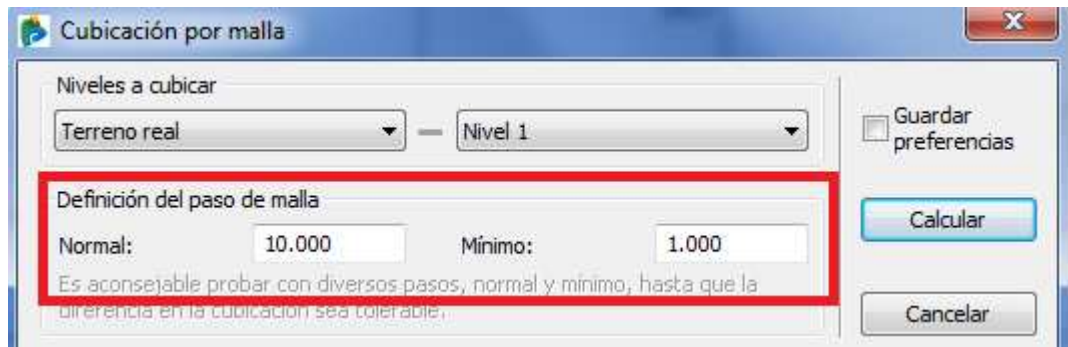 Cubicación por malla
Niveles a cubicar
Terreno real
Nivel 1
Guardar
preferencias
Definición del paso de malla
Normal:
10.000
Mínimo:
1.000
Calcular
Es aconsejable probar con diversos pasos, normal y mínimo, hasta que la
diferencia en la cubicación sea tolerable.
Cancelar